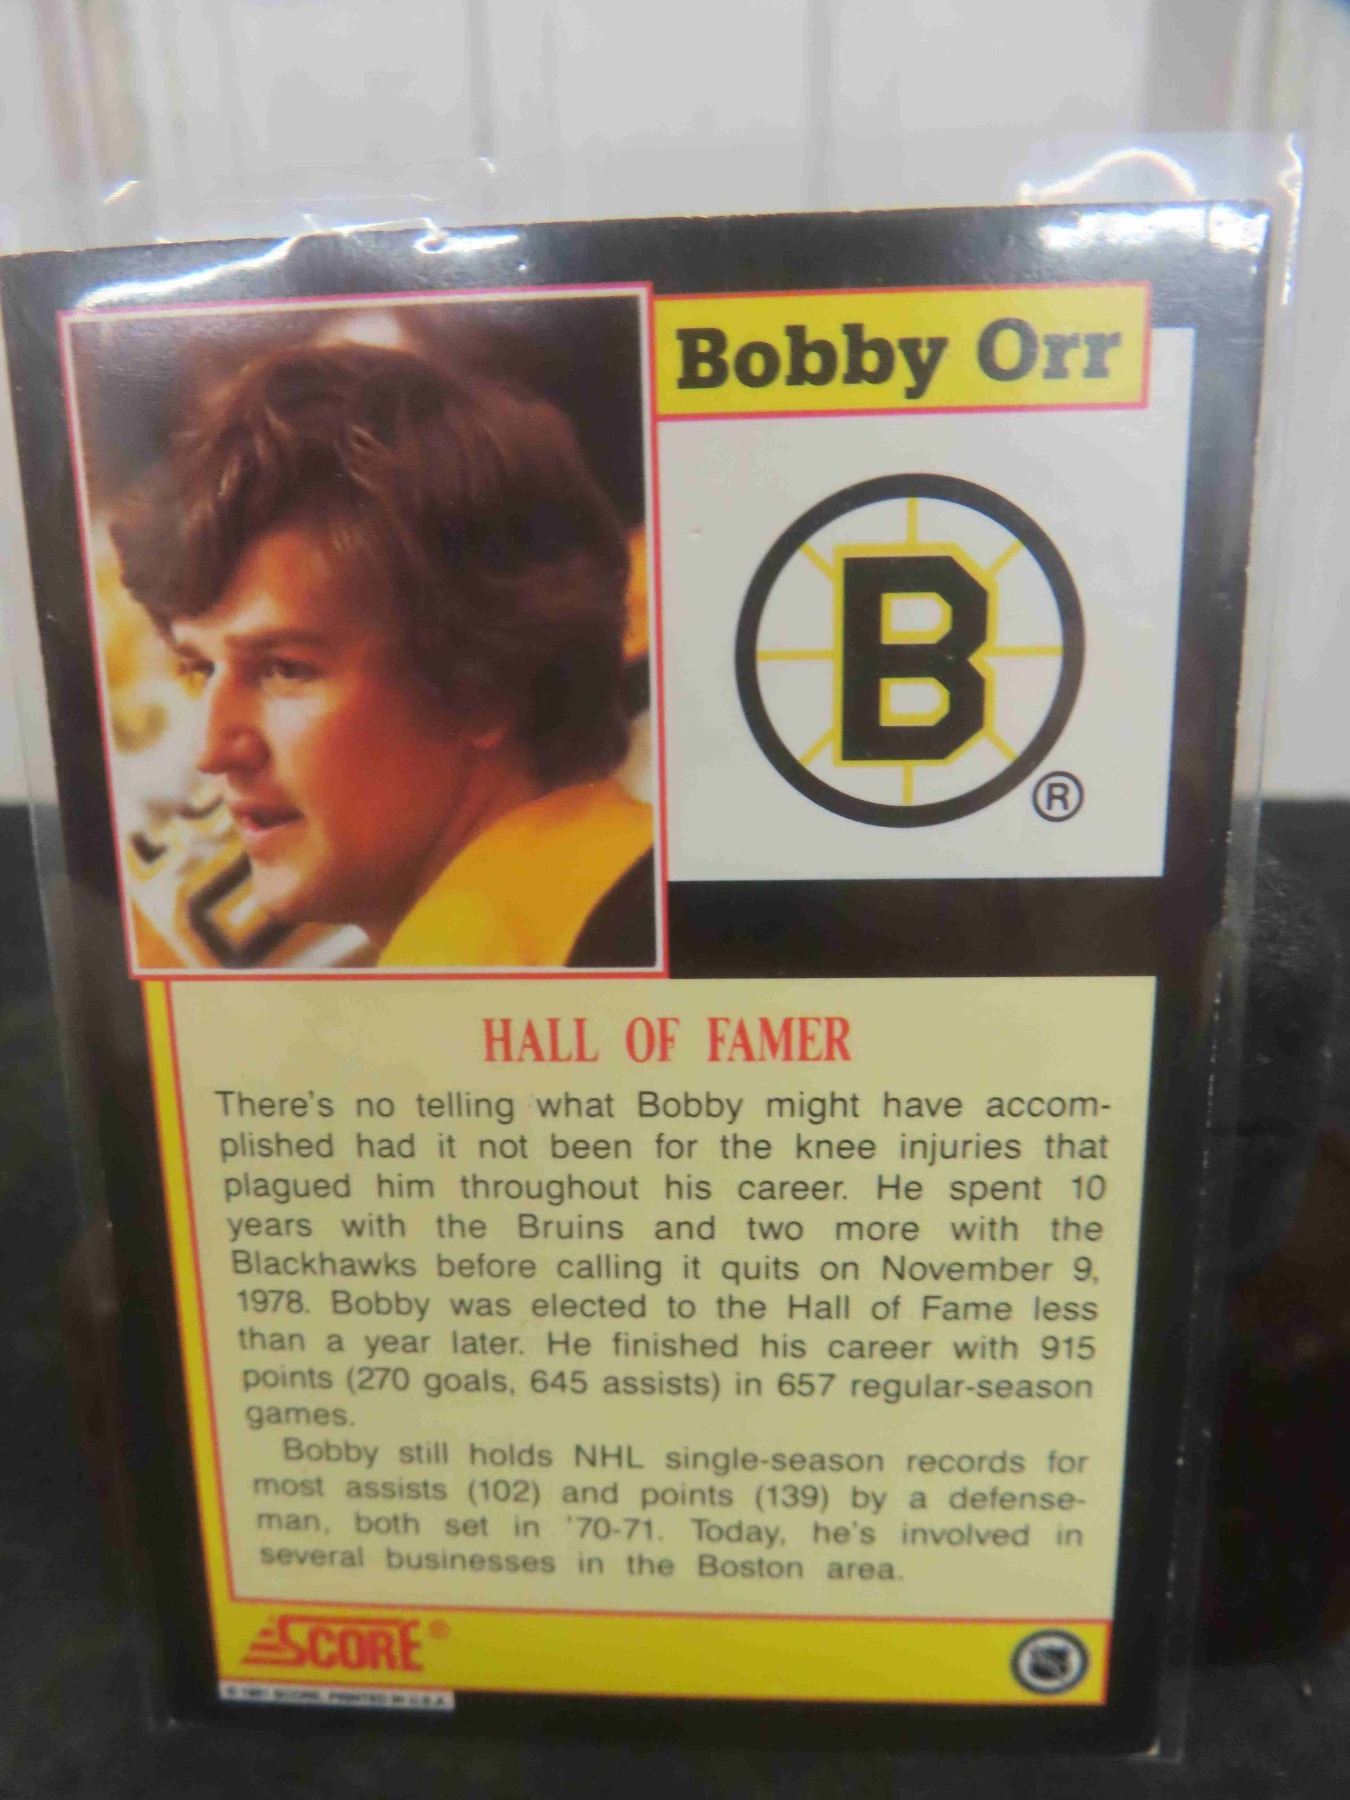 Bobby Orr
B
®
HALL OF FAMER
There's no telling what Bobby might have accom-
plished had it not been for the knee injuries that
plagued him throughout his career. He spent 10
years with the Bruins and two more with the
Blackhawks before calling it quits on November 9,
1978. Bobby was elected to the Hall of Fame less
than a year later. He finished his career with 915
points (270 goals, 645 assists) in 657 regular-season
games.
Bobby still holds NHL single-season records for
most assists (102) and points (139) by a defense-
man, both set in '70-71. Today, he's involved in
several businesses in the Boston area.
SCORE®
© 1991 SCORE, PRINTED IN U.S.A.